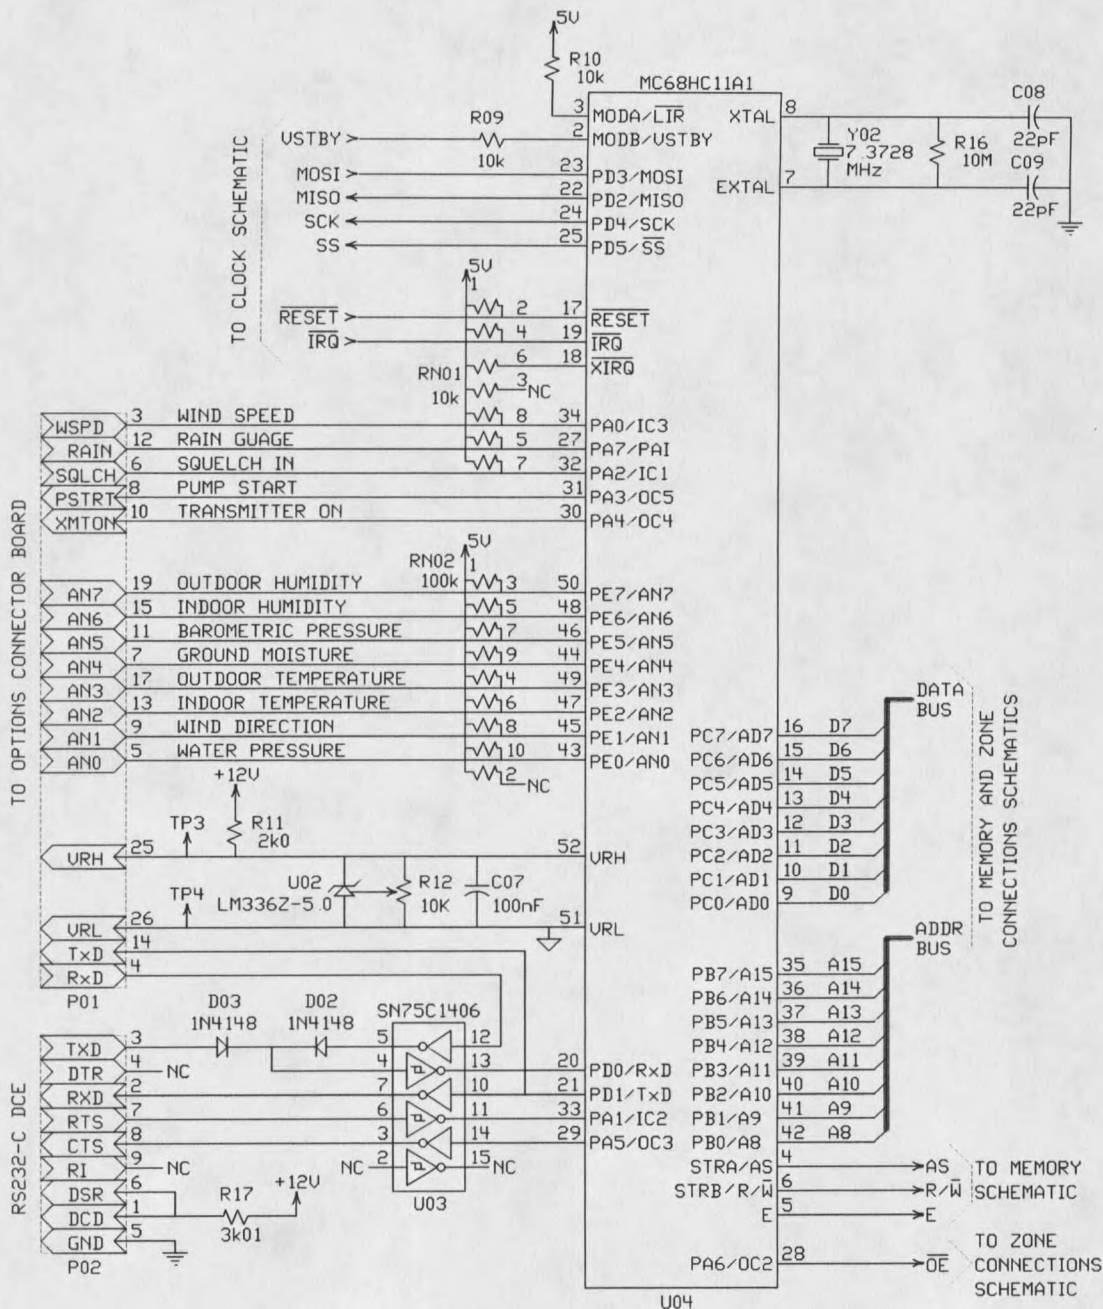 5V
R10
10k
MC68HC11A1
C08
22pF
3 MODA/LIR XTAL 8
R09
VSTBY 10k 2 MODB/VSTBY
Y02
7.3728
MHz
R16
10M
C09
22pF
MOSI 23 PD3/MOSI EXTAL 7
MISO 22 PD2/MISO
SCK 24 PD4/SCK
SS 25 PD5/SS
TO CLOCK SCHEMATIC
5V
1
RESET 2 17 RESET
IRQ 4 19 IRQ
6 18 XIRQ
RN01
10k
3 NC
WSPD 3 WIND SPEED 8 34 PA0/IC3
RAIN 12 RAIN GUAGE 5 27 PA7/PAI
SQLCH 6 SQUELCH IN 7 32 PA2/IC1
PSTRT 8 PUMP START 31 PA3/OC5
XMTON 10 TRANSMITTER ON 30 PA4/OC4
TO OPTIONS CONNECTOR BOARD
5V
RN02
100k
1
AN7 19 OUTDOOR HUMIDITY 3 50 PE7/AN7
AN6 15 INDOOR HUMIDITY 5 48 PE6/AN6
AN5 11 BAROMETRIC PRESSURE 7 46 PE5/AN5
AN4 7 GROUND MOISTURE 9 44 PE4/AN4
AN3 17 OUTDOOR TEMPERATURE 4 49 PE3/AN3
AN2 13 INDOOR TEMPERATURE 6 47 PE2/AN2
AN1 9 WIND DIRECTION 8 45 PE1/AN1
AN0 5 WATER PRESSURE 10 43 PE0/AN0
2 NC
DATA
BUS
PC7/AD7 16 D7
PC6/AD6 15 D6
PC5/AD5 14 D5
PC4/AD4 13 D4
PC3/AD3 12 D3
PC2/AD2 11 D2
PC1/AD1 10 D1
PC0/AD0 9 D0
TO MEMORY AND ZONE
CONNECTIONS SCHEMATICS
+12V
TP3
R11
2k0
VRH 25 52 VRH
U02
LM336Z-5.0
R12
10K
C07
100nF
TP4
VRL 26 51 VRL
TxD 14
RxD 4
P01
ADDR
BUS
PB7/A15 35 A15
PB6/A14 36 A14
PB5/A13 37 A13
PB4/A12 38 A12
PB3/A11 39 A11
PB2/A10 40 A10
PB1/A9 41 A9
PB0/A8 42 A8
D03
1N4148
D02
1N4148
SN75C1406
TXD 3 5 12
DTR 4 NC 4 13 20 PD0/RxD
RXD 2 7 10 21 PD1/TxD
RTS 7 6 11 33 PA1/IC2
CTS 8 3 14 29 PA5/OC3
RI 9 NC NC 2 15 NC
DSR 6
DCD 1
GND 5
P02
RS232-C DCE
R17
3k01
+12V
U03
STRA/AS 4 AS
STRB/R/W 6 R/W
E 5 E
TO MEMORY
SCHEMATIC
PA6/OC2 28 OE
TO ZONE
CONNECTIONS
SCHEMATIC
U04